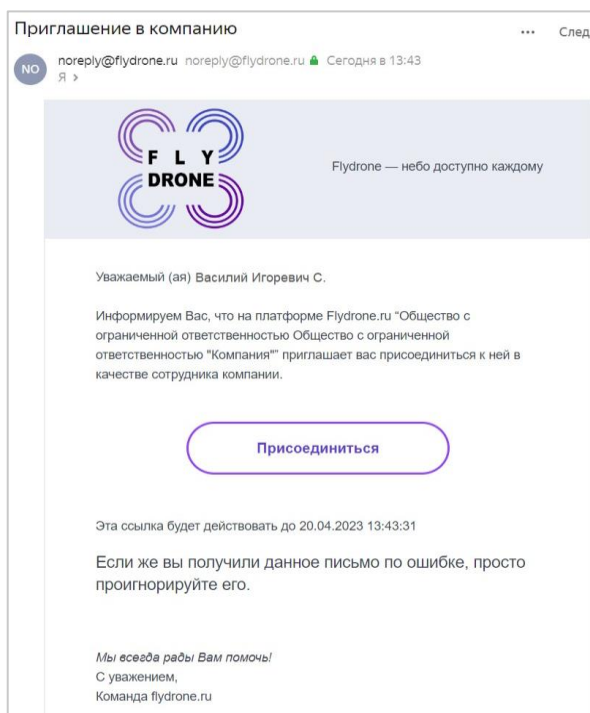 Приглашение в компанию
... След
NO noreply@flydrone.ru noreply@flydrone.ru Сегодня в 13:43
Я >
FLY
DRONE
Flydrone — небо доступно каждому
Уважаемый (ая) Василий Игоревич С.
Информируем Вас, что на платформе Flydrone.ru “Общество с
ограниченной ответственностью Общество с ограниченной
ответственностью "Компания"” приглашает вас присоединиться к ней в
качестве сотрудника компании.
Присоединиться
Эта ссылка будет действовать до 20.04.2023 13:43:31
Если же вы получили данное письмо по ошибке, просто
проигнорируйте его.
Мы всегда рады Вам помочь!
С уважением,
Команда flydrone.ru